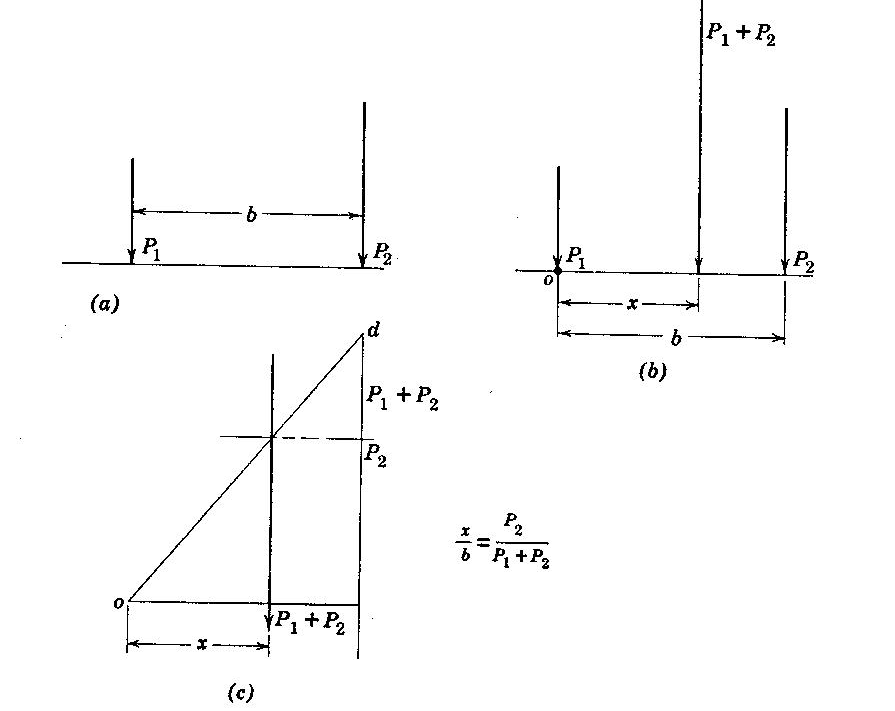 b
P₁
P₂
(a)
P₁ + P₂
P₁
P₂
o
x
b
(b)
d
P₁ + P₂
P₂
o
P₁ + P₂
x
(c)
x/b = P₂/(P₁ + P₂)